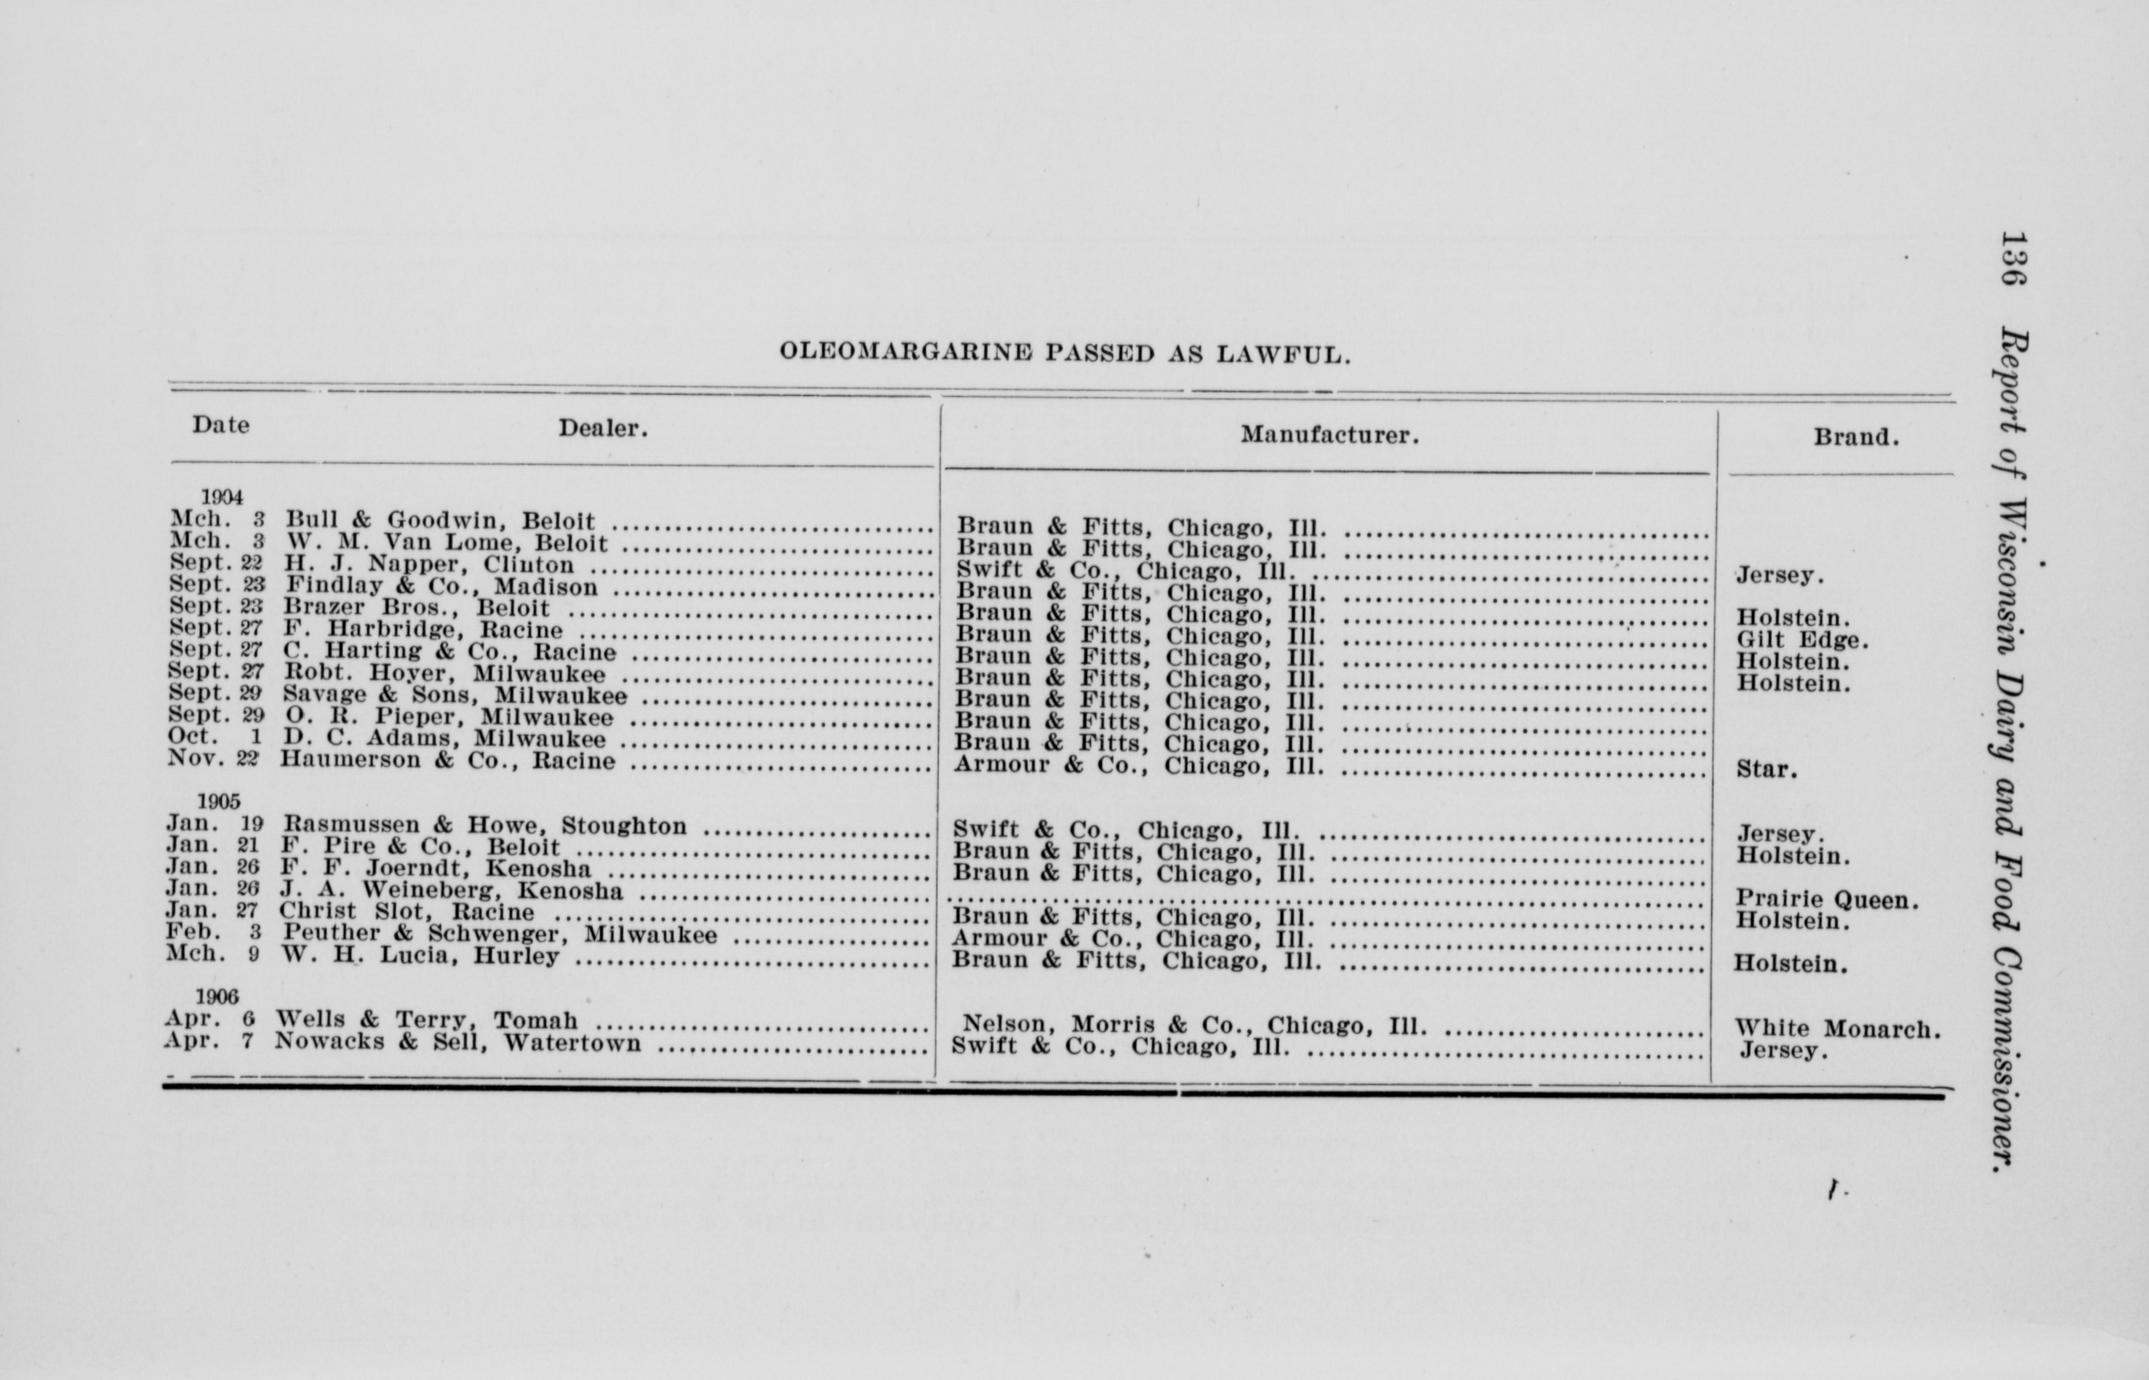 136 Report of Wisconsin Dairy and Food Commissioner.
OLEOMARGARINE PASSED AS LAWFUL.
Date Dealer. Manufacturer. Brand.
1904
Mch. 3 Bull & Goodwin, Beloit Braun & Fitts, Chicago, Ill.
Mch. 3 W. M. Van Lome, Beloit Braun & Fitts, Chicago, Ill.
Sept. 22 H. J. Napper, Clinton Swift & Co., Chicago, Ill. Jersey.
Sept. 23 Findlay & Co., Madison Braun & Fitts, Chicago, Ill.
Sept. 23 Brazer Bros., Beloit Braun & Fitts, Chicago, Ill. Holstein.
Sept. 27 F. Harbridge, Racine Braun & Fitts, Chicago, Ill. Gilt Edge.
Sept. 27 C. Harting & Co., Racine Braun & Fitts, Chicago, Ill. Holstein.
Sept. 27 Robt. Hoyer, Milwaukee Braun & Fitts, Chicago, Ill. Holstein.
Sept. 29 Savage & Sons, Milwaukee Braun & Fitts, Chicago, Ill.
Sept. 29 O. R. Pieper, Milwaukee Braun & Fitts, Chicago, Ill.
Oct. 1 D. C. Adams, Milwaukee Braun & Fitts, Chicago, Ill.
Nov. 22 Haumerson & Co., Racine Armour & Co., Chicago, Ill. Star.
1905
Jan. 19 Rasmussen & Howe, Stoughton Swift & Co., Chicago, Ill. Jersey.
Jan. 21 F. Pire & Co., Beloit Braun & Fitts, Chicago, Ill. Holstein.
Jan. 26 F. F. Joerndt, Kenosha Braun & Fitts, Chicago, Ill.
Jan. 26 J. A. Weineberg, Kenosha Prairie Queen.
Jan. 27 Christ Slot, Racine Braun & Fitts, Chicago, Ill. Holstein.
Feb. 3 Peuther & Schwenger, Milwaukee Armour & Co., Chicago, Ill.
Mch. 9 W. H. Lucia, Hurley Braun & Fitts, Chicago, Ill. Holstein.
1906
Apr. 6 Wells & Terry, Tomah Nelson, Morris & Co., Chicago, Ill. White Monarch.
Apr. 7 Nowacks & Sell, Watertown Swift & Co., Chicago, Ill. Jersey.